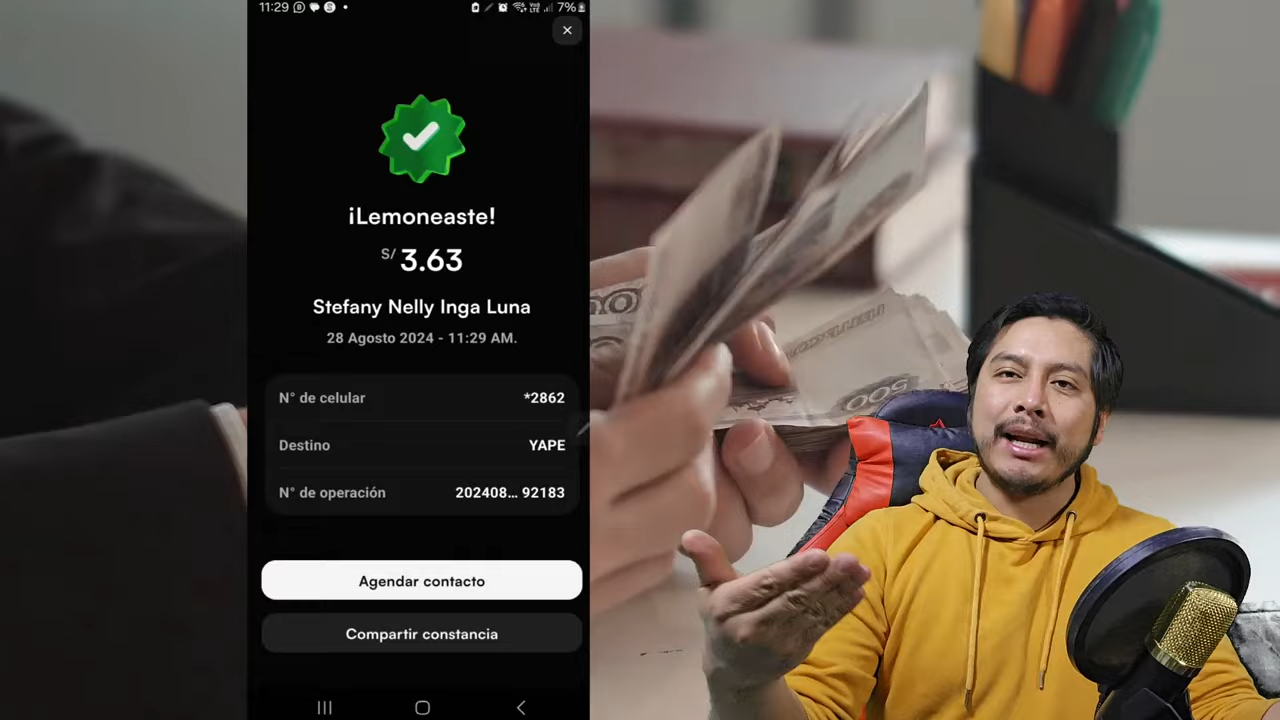 11:29
7%
¡Lemoneaste!
S/ 3.63
Stefany Nelly Inga Luna
28 Agosto 2024 - 11:29 AM.
N° de celular *2862
Destino YAPE
N° de operación 202408... 92183
Agendar contacto
Compartir constancia
500